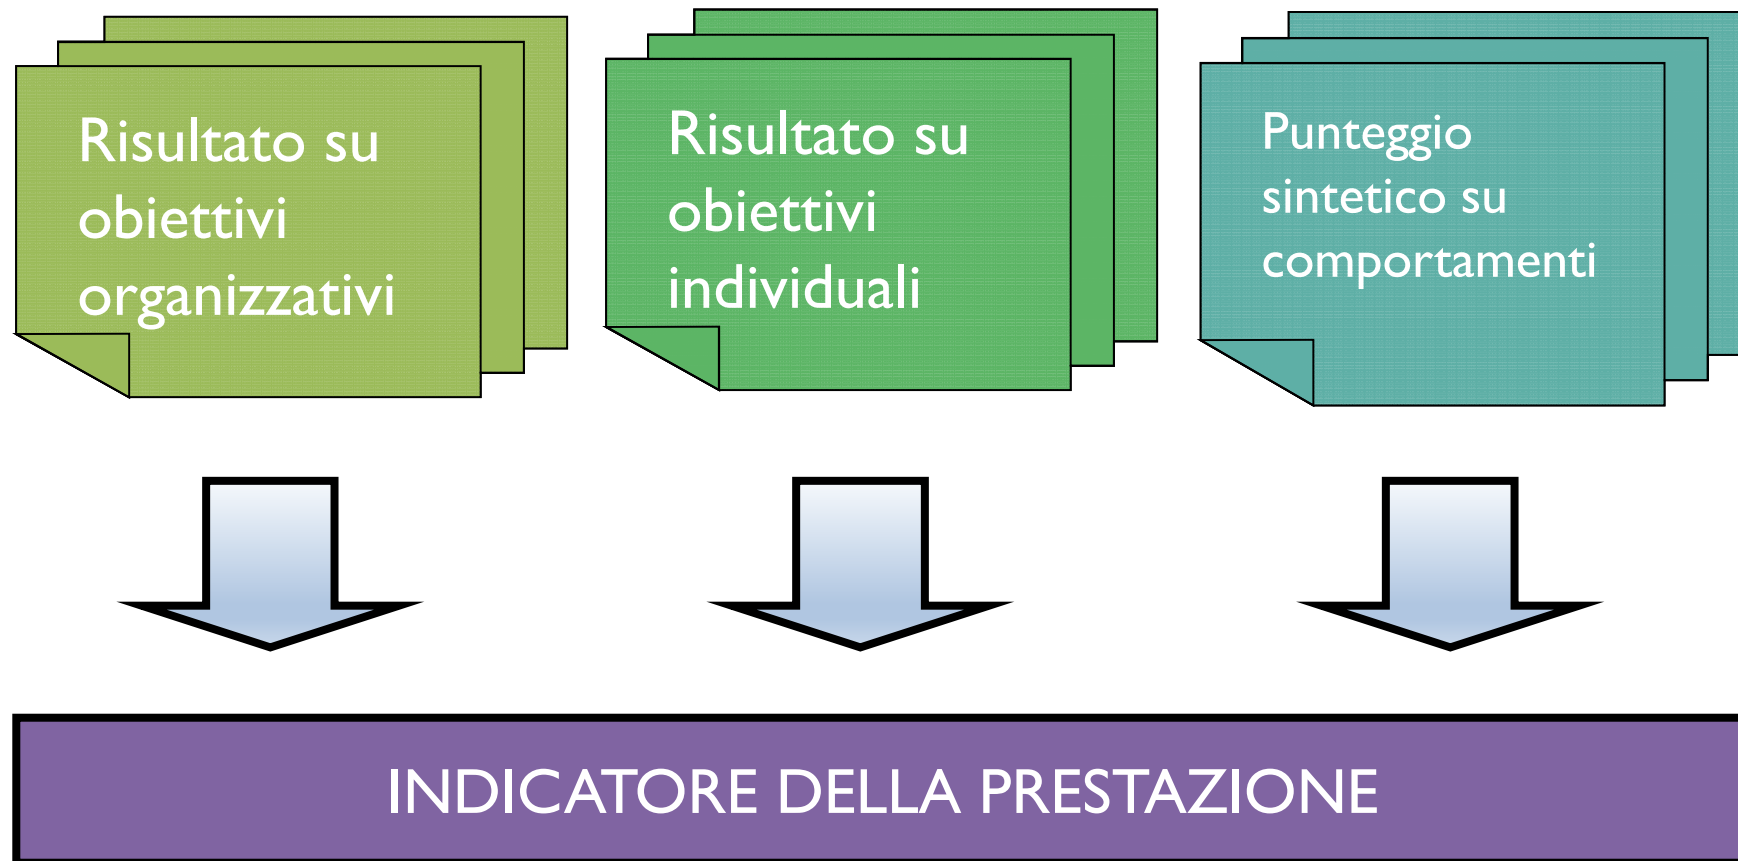 Risultato su
obiettivi
organizzativi
Risultato su
obiettivi
individuali
Punteggio
sintetico su
comportamenti
INDICATORE DELLA PRESTAZIONE